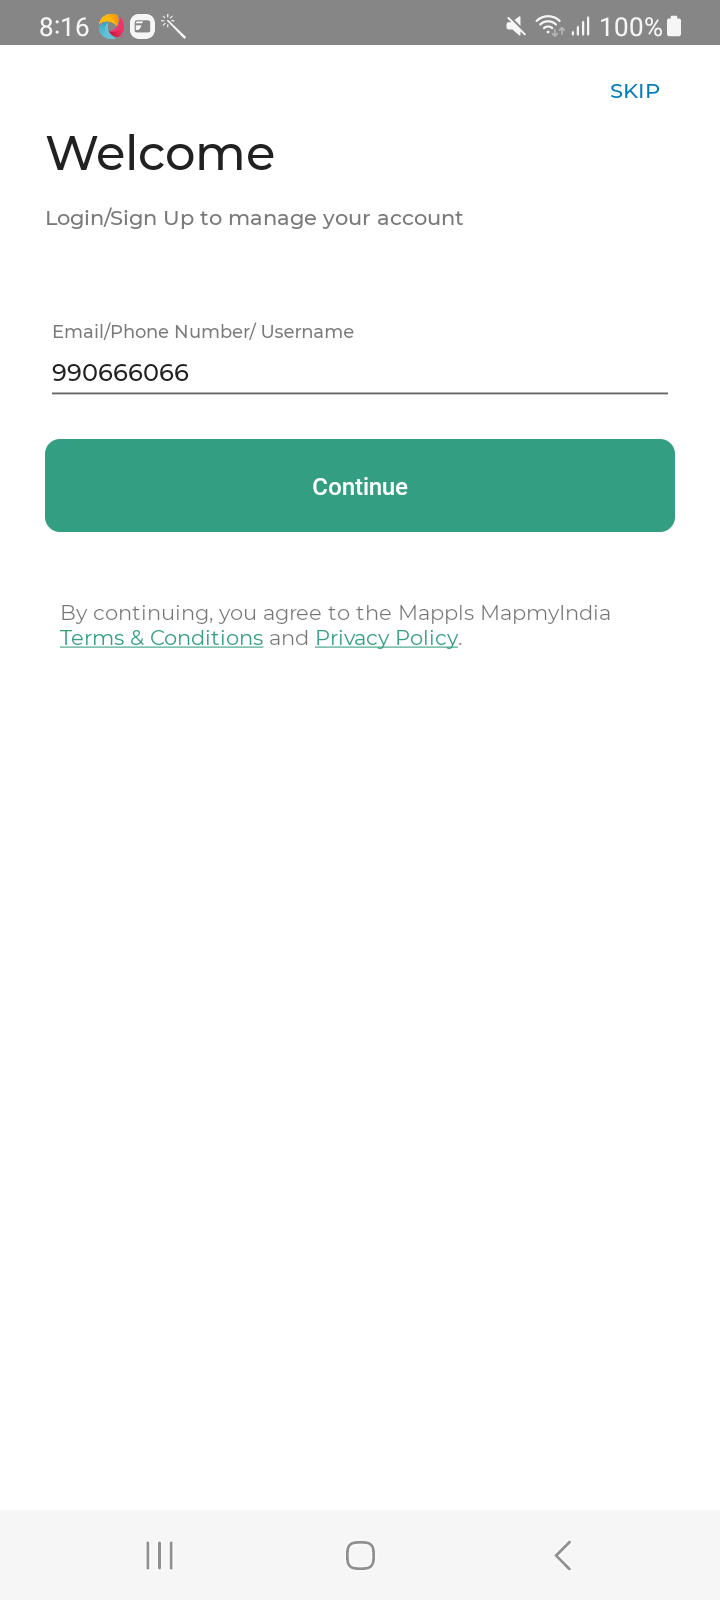 8:16 100%
SKIP
Welcome
Login/Sign Up to manage your account
Email/Phone Number/ Username
990666066
Continue
By continuing, you agree to the Mappls MapmyIndia
Terms & Conditions and Privacy Policy.